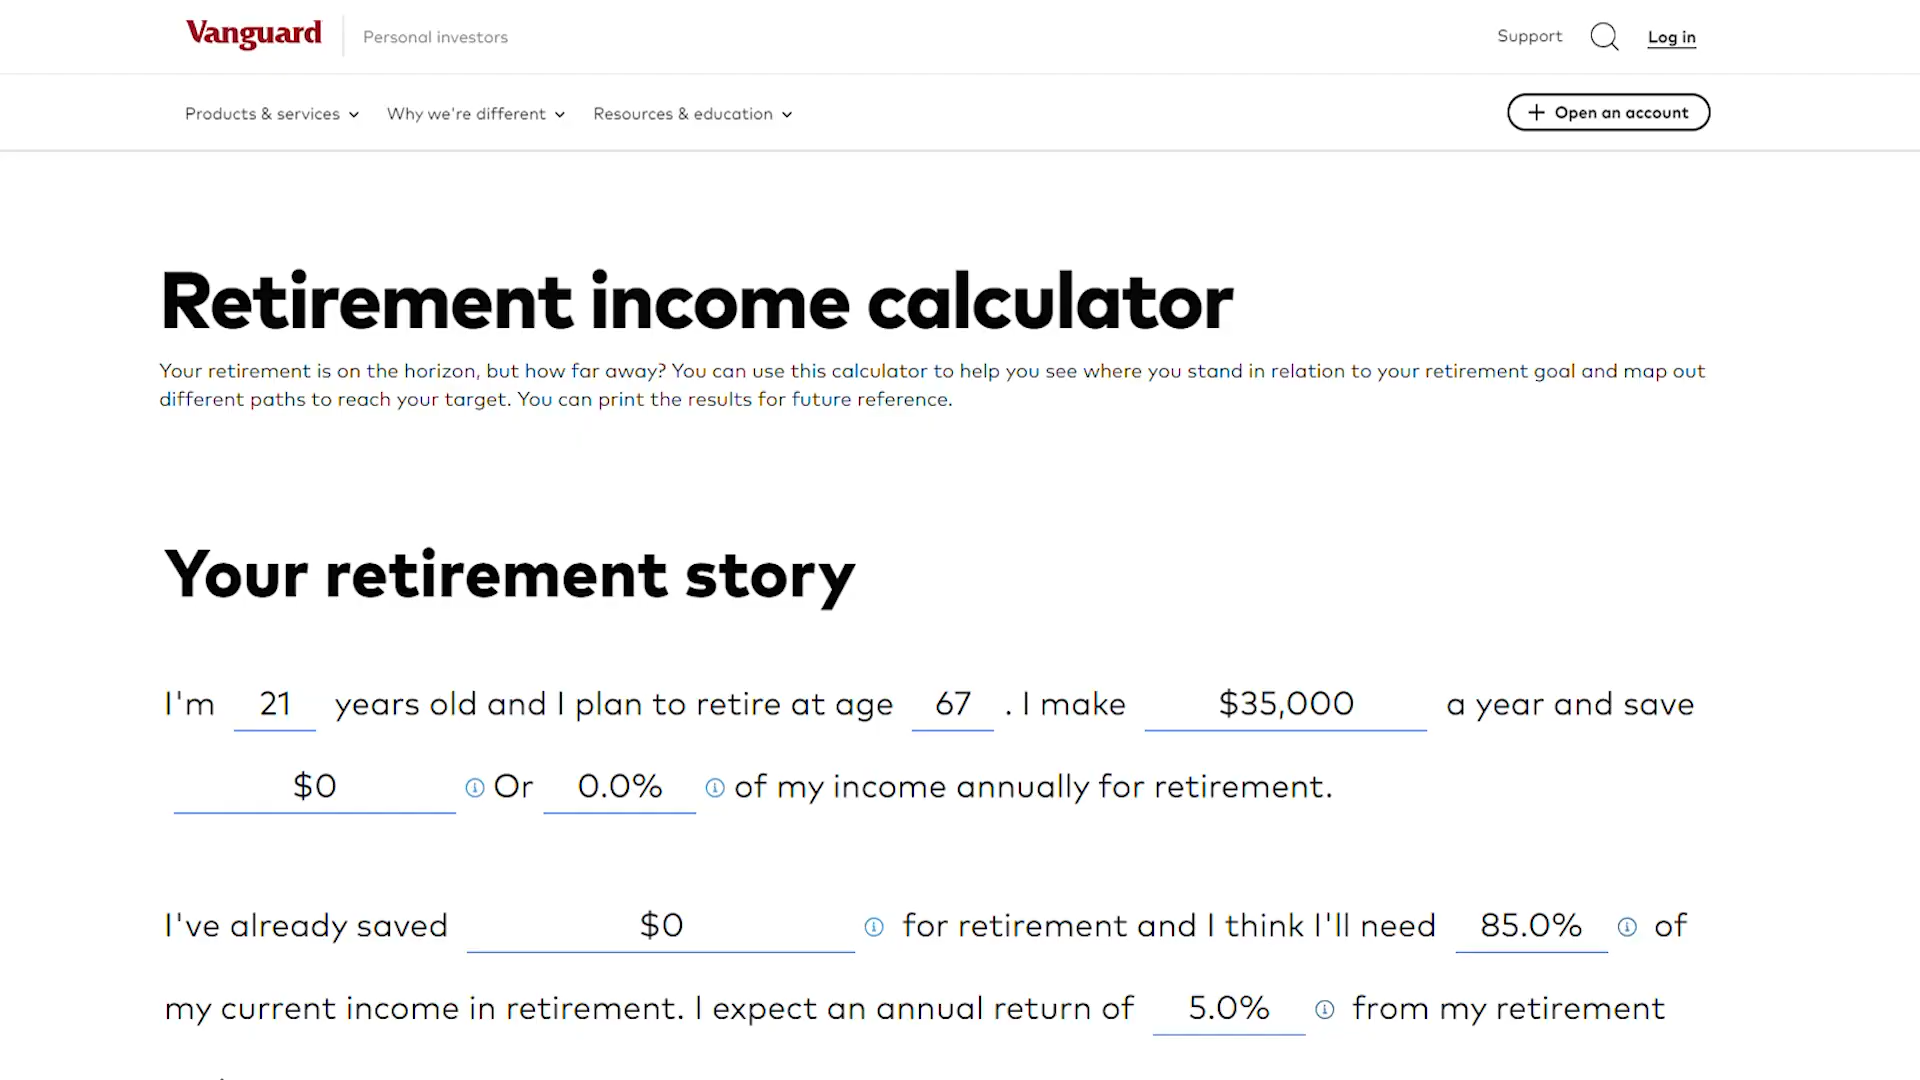 Vanguard
Personal investors
Support
Log in
Products & services
Why we're different
Resources & education
Open an account
Retirement income calculator
Your retirement is on the horizon, but how far away? You can use this calculator to help you see where you stand in relation to your retirement goal and map out
different paths to reach your target. You can print the results for future reference.
Your retirement story
I'm 21 years old and I plan to retire at age 67 . I make $35,000 a year and save
$0 Or 0.0% of my income annually for retirement.
I've already saved $0 for retirement and I think I'll need 85.0% of
my current income in retirement. I expect an annual return of 5.0% from my retirement